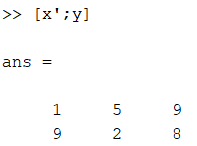 >> [x';y]
ans =
1 5 9
9 2 8